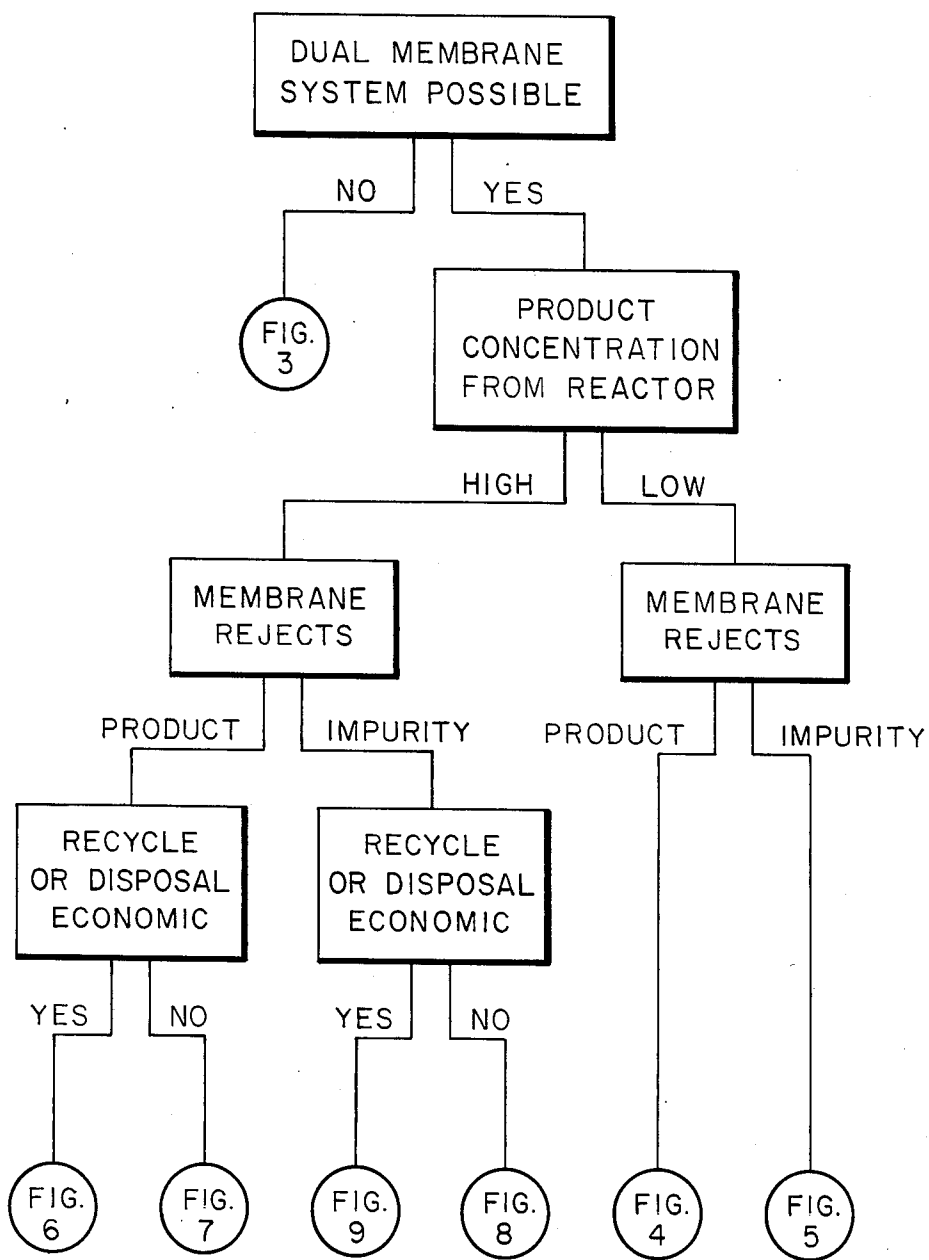 DUAL MEMBRANE
SYSTEM POSSIBLE
NO
YES
FIG.
3
PRODUCT
CONCENTRATION
FROM REACTOR
HIGH
LOW
MEMBRANE
REJECTS
MEMBRANE
REJECTS
PRODUCT
IMPURITY
PRODUCT
IMPURITY
RECYCLE
OR DISPOSAL
ECONOMIC
RECYCLE
OR DISPOSAL
ECONOMIC
YES
NO
YES
NO
FIG.
6
FIG.
7
FIG.
9
FIG.
8
FIG.
4
FIG.
5